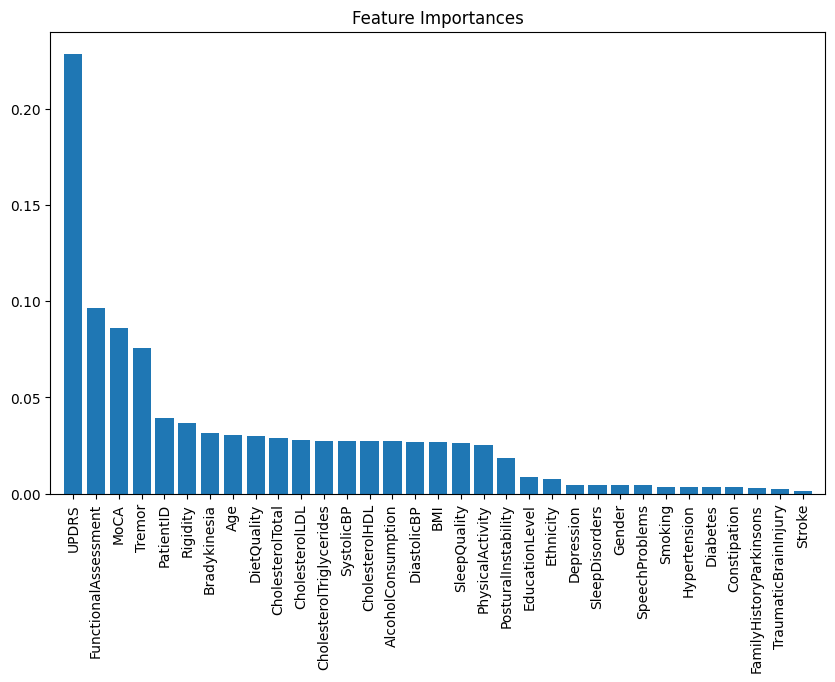 Feature Importances
0.20
0.15
0.10
0.05
0.00
UPDRS
FunctionalAssessment
MoCA
Tremor
PatientID
Rigidity
Bradykinesia
Age
DietQuality
CholesterolTotal
CholesterolLDL
CholesterolTriglycerides
SystolicBP
CholesterolHDL
AlcoholConsumption
DiastolicBP
BMI
SleepQuality
PhysicalActivity
PosturalInstability
EducationLevel
Ethnicity
Depression
SleepDisorders
Gender
SpeechProblems
Smoking
Hypertension
Diabetes
Constipation
FamilyHistoryParkinsons
TraumaticBrainInjury
Stroke